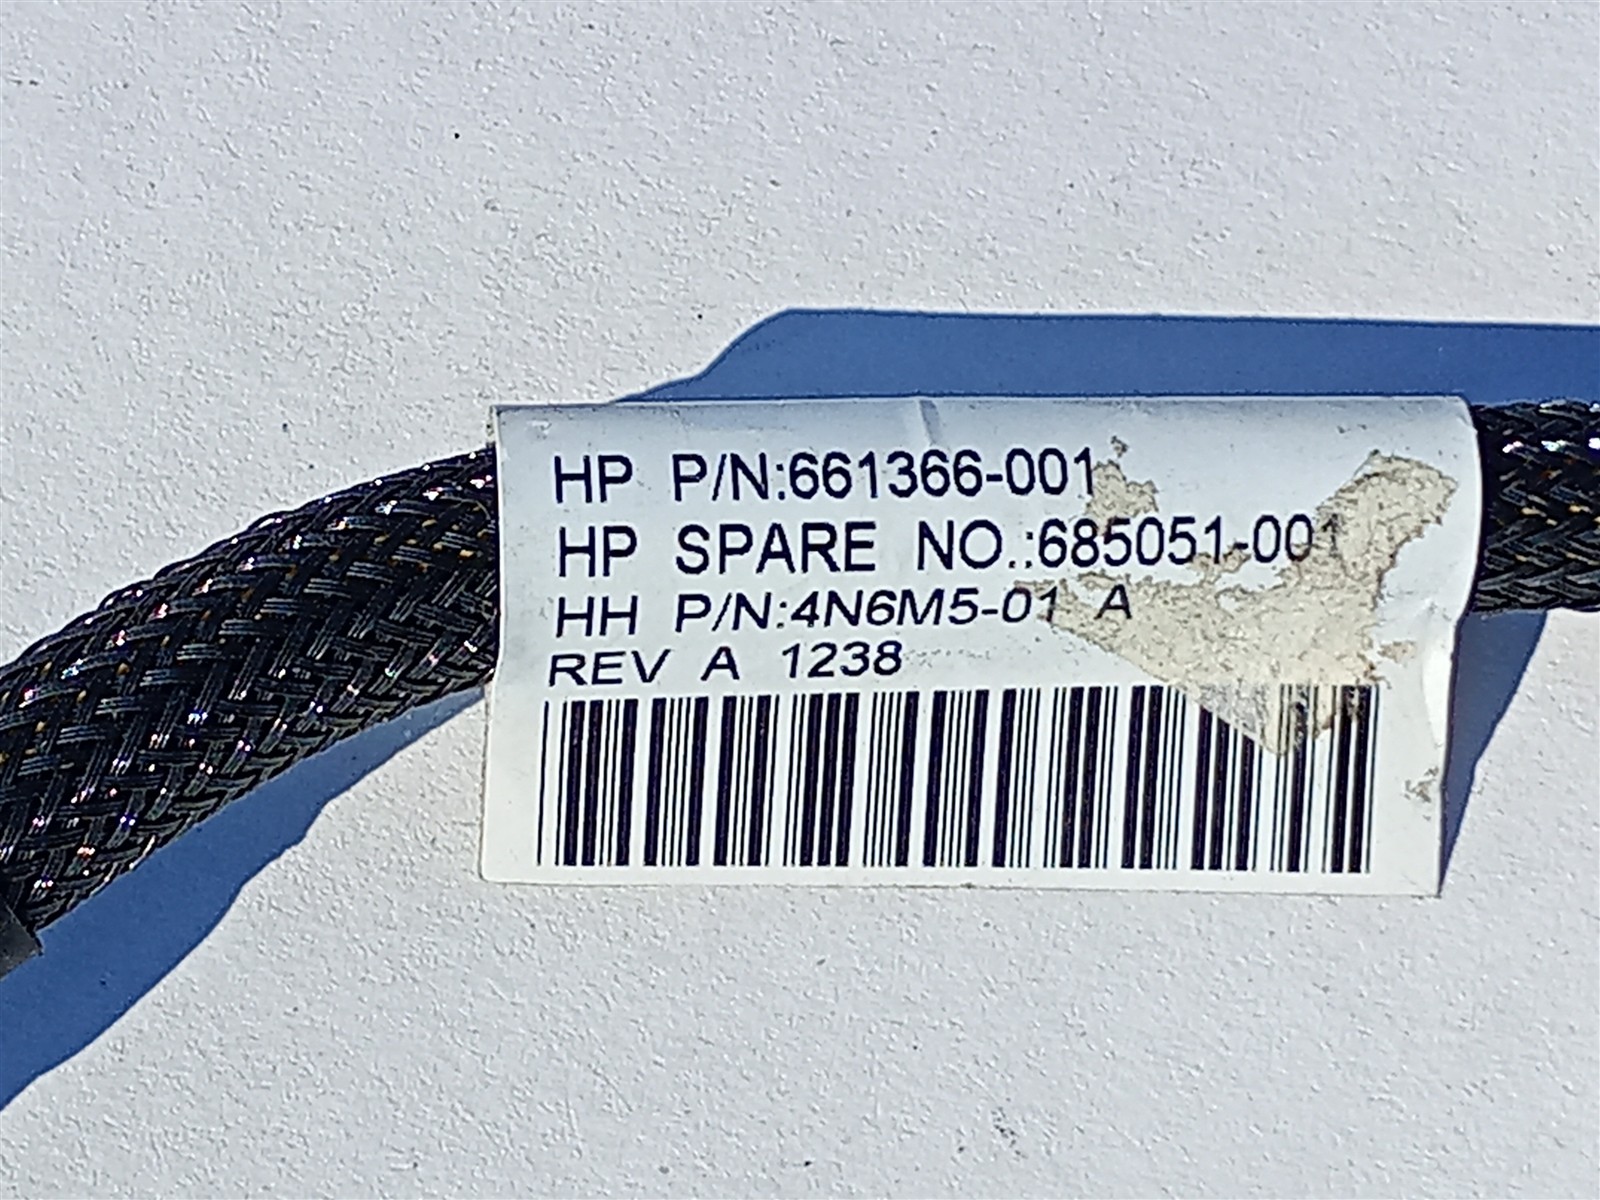 HP P/N:661366-001
HP SPARE NO.:685051-001
HH P/N:4N6M5-01 A
REV A 1238